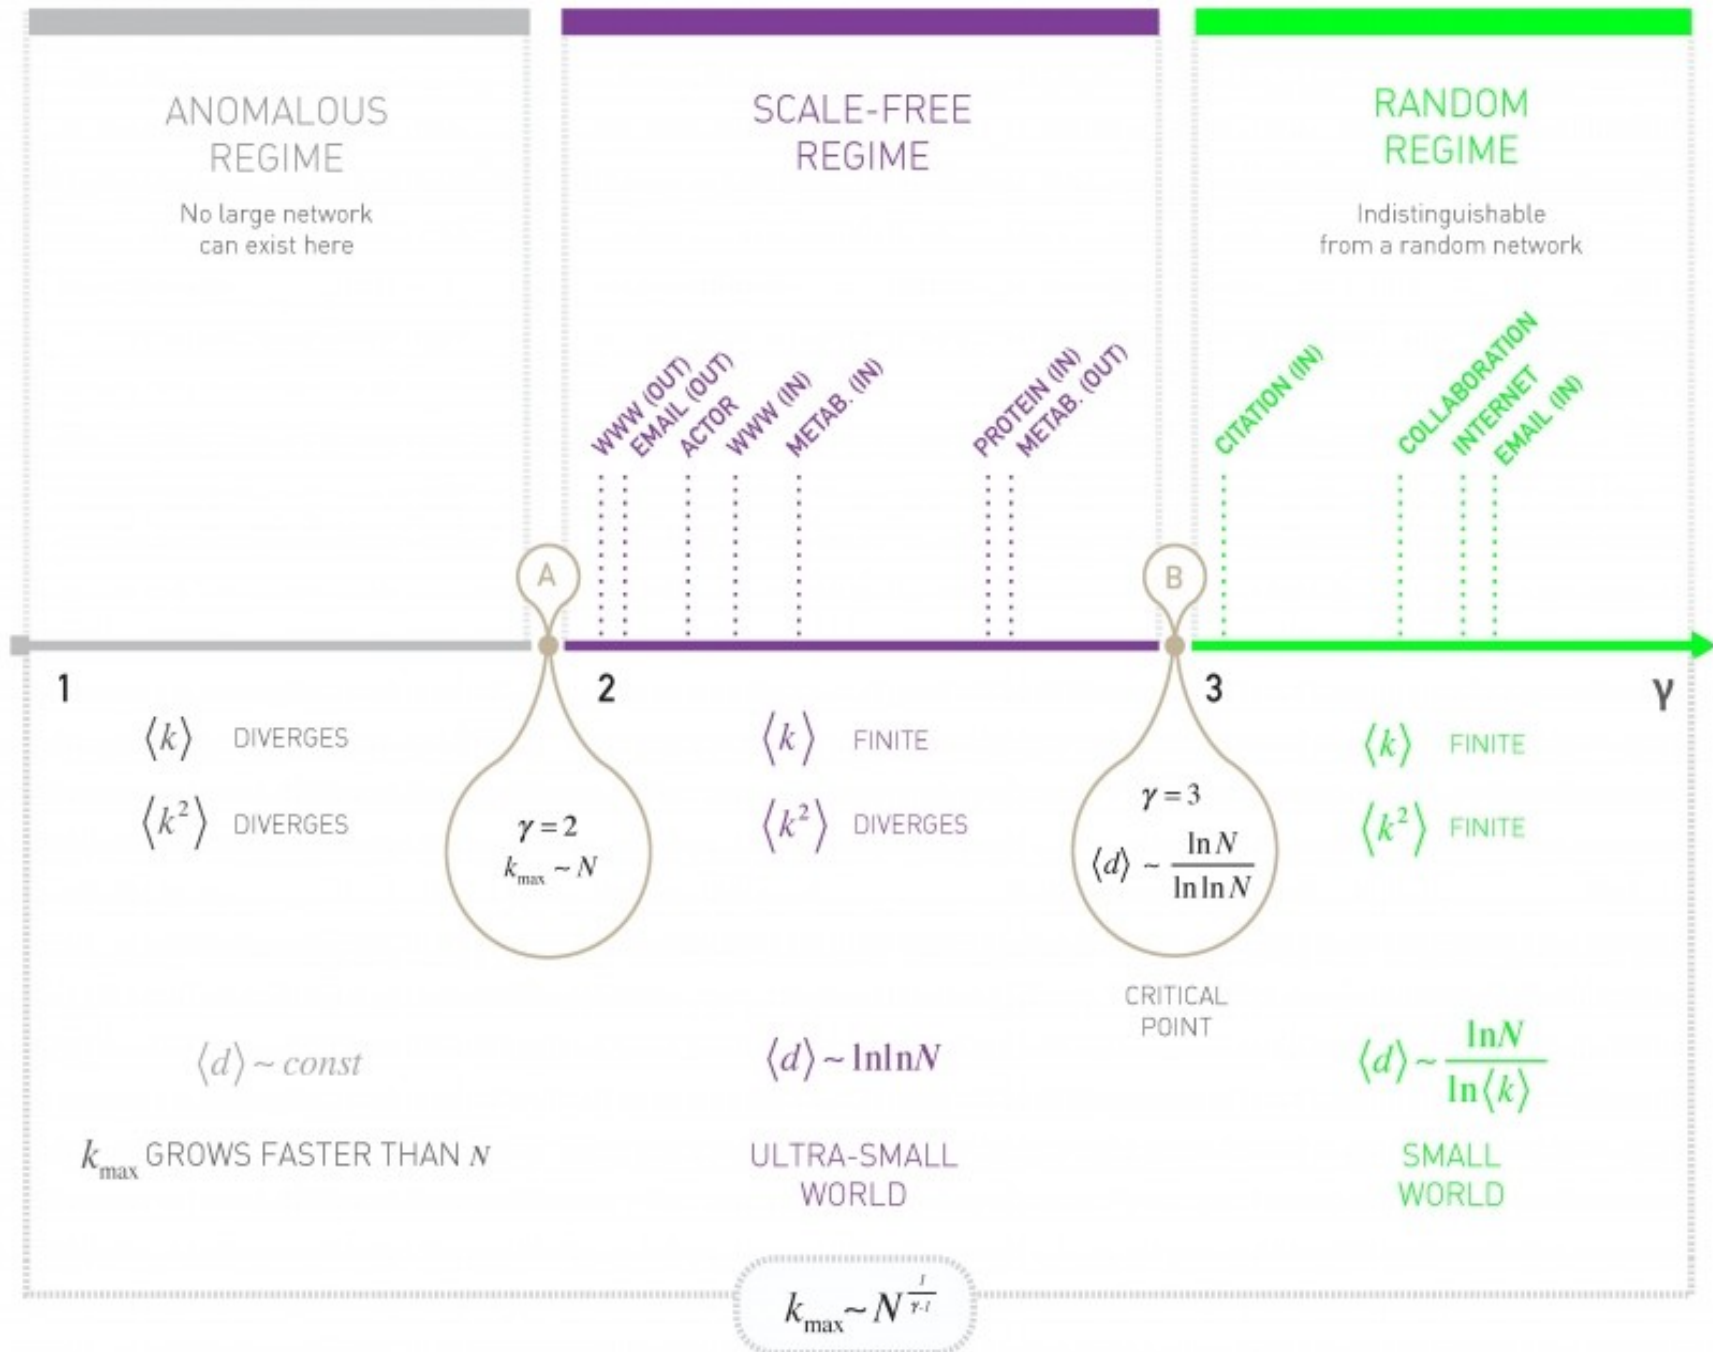 ANOMALOUS
REGIME
No large network
can exist here
SCALE-FREE
REGIME
RANDOM
REGIME
Indistinguishable
from a random network
WWW (OUT)
EMAIL (OUT)
ACTOR
WWW (IN)
METAB. (IN)
PROTEIN (IN)
METAB. (OUT)
CITATION (IN)
COLLABORATION
INTERNET
EMAIL (IN)
A
B
1
2
3
γ
⟨k⟩ DIVERGES
⟨k²⟩ DIVERGES
γ = 2
k_max ~ N
⟨k⟩ FINITE
⟨k²⟩ DIVERGES
γ = 3
⟨d⟩ ~ ln N / ln ln N
CRITICAL
POINT
⟨k⟩ FINITE
⟨k²⟩ FINITE
⟨d⟩ ~ const
k_max GROWS FASTER THAN N
⟨d⟩ ~ lnlnN
ULTRA-SMALL
WORLD
⟨d⟩ ~ lnN / ln⟨k⟩
SMALL
WORLD
k_max ~ N^(1/(γ-1))